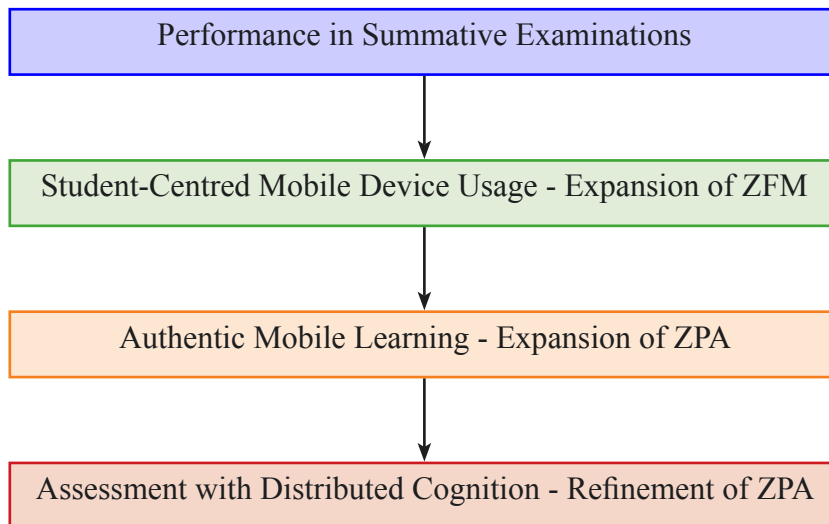 Performance in Summative Examinations
Student-Centred Mobile Device Usage - Expansion of ZFM
Authentic Mobile Learning - Expansion of ZPA
Assessment with Distributed Cognition - Refinement of ZPA